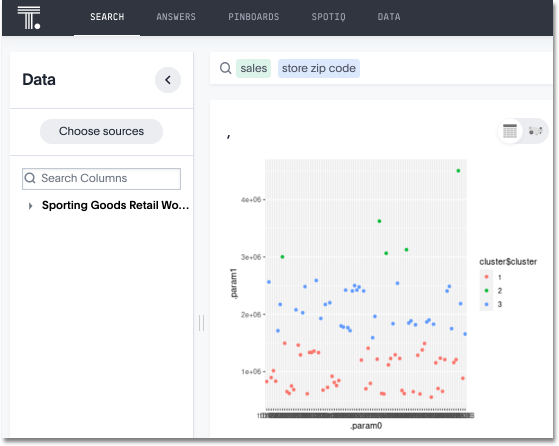 T.
SEARCH
ANSWERS
PINBOARDS
SPOTIQ
DATA
Data
Choose sources
Search Columns
Sporting Goods Retail Wo...
sales
store zip code
,
4e+06
3e+06
2e+06
1e+06
.param1
.param0
cluster$cluster
1
2
3